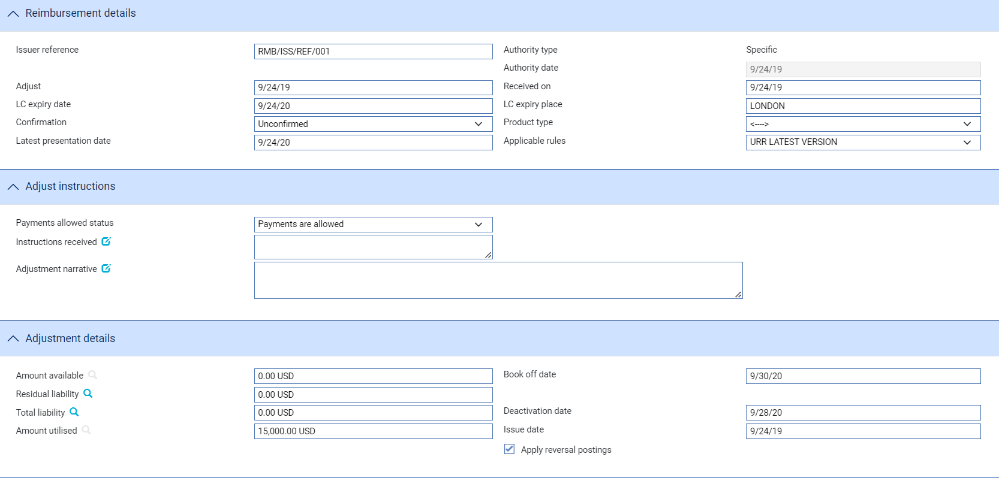 Reimbursement details
Issuer reference RMB/ISS/REF/001 Authority type Specific
Authority date 9/24/19
Adjust 9/24/19 Received on 9/24/19
LC expiry date 9/24/20 LC expiry place LONDON
Confirmation Unconfirmed Product type <---->
Latest presentation date 9/24/20 Applicable rules URR LATEST VERSION
Adjust instructions
Payments allowed status Payments are allowed
Instructions received
Adjustment narrative
Adjustment details
Amount available 0.00 USD Book off date 9/30/20
Residual liability 0.00 USD
Total liability 0.00 USD Deactivation date 9/28/20
Amount utilised 15,000.00 USD Issue date 9/24/19
Apply reversal postings